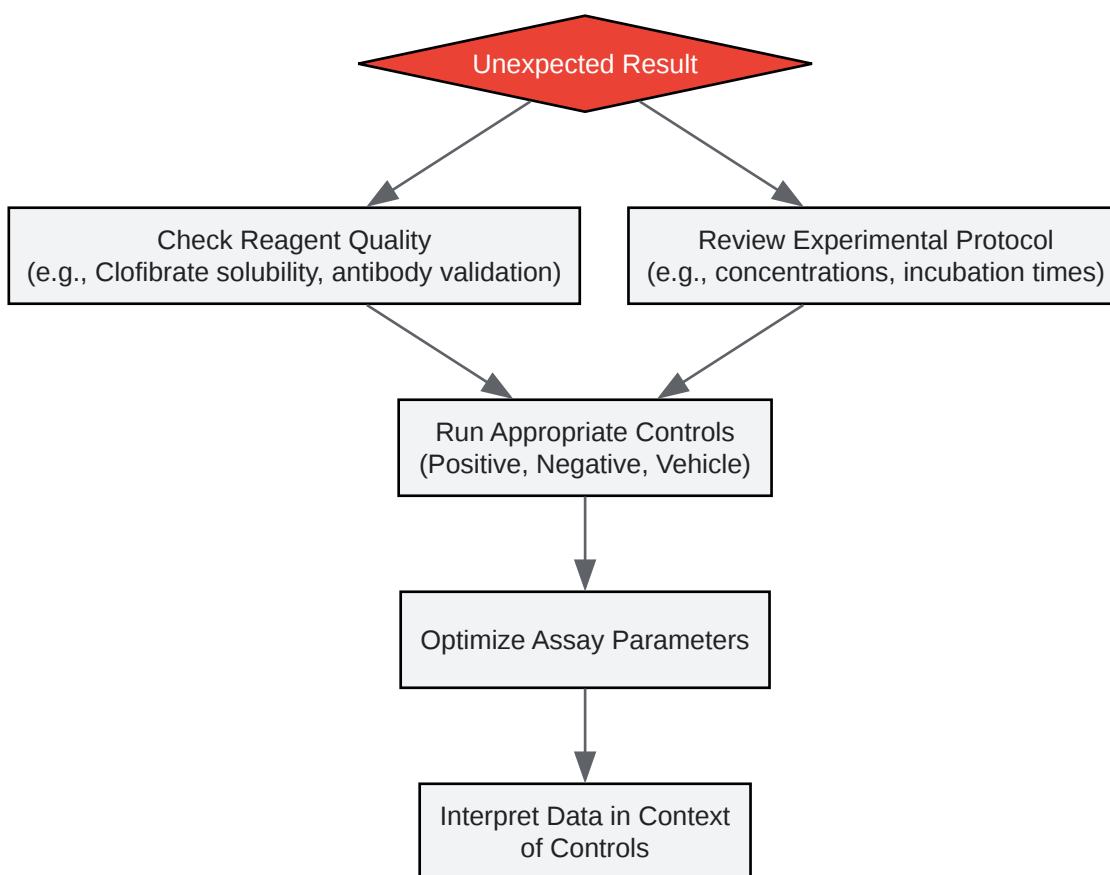 Unexpected Result
Check Reagent Quality
(e.g., Clofibrate solubility, antibody validation)
Review Experimental Protocol
(e.g., concentrations, incubation times)
Run Appropriate Controls
(Positive, Negative, Vehicle)
Optimize Assay Parameters
Interpret Data in Context
of Controls